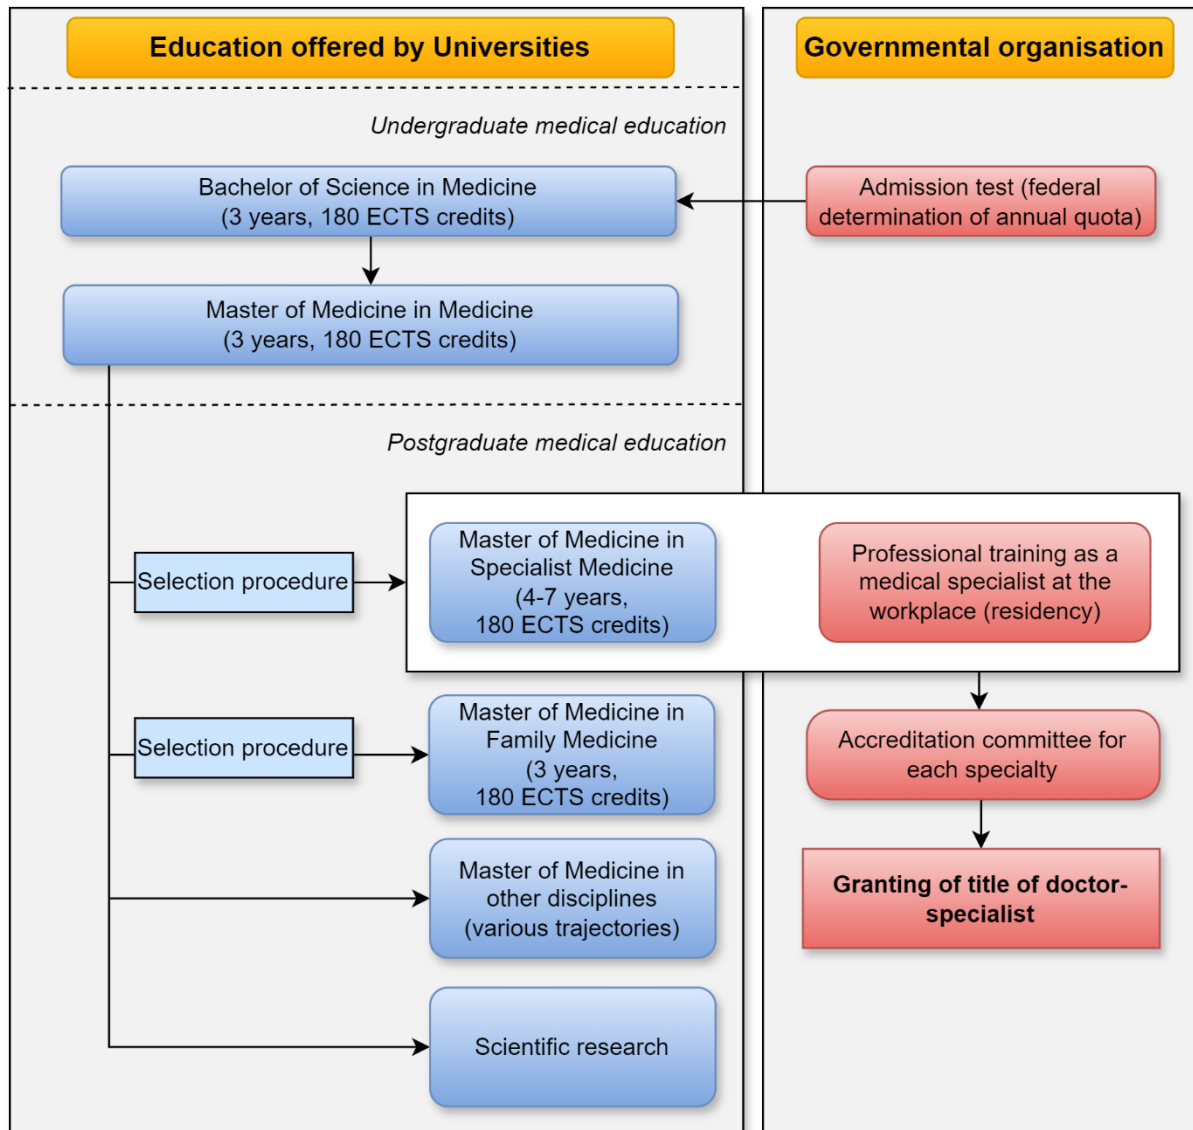 Education offered by Universities
Governmental organisation
Undergraduate medical education
Bachelor of Science in Medicine
(3 years, 180 ECTS credits)
Admission test (federal
determination of annual quota)
Master of Medicine in Medicine
(3 years, 180 ECTS credits)
Postgraduate medical education
Selection procedure
Master of Medicine in
Specialist Medicine
(4-7 years,
180 ECTS credits)
Professional training as a
medical specialist at the
workplace (residency)
Selection procedure
Master of Medicine in
Family Medicine
(3 years,
180 ECTS credits)
Accreditation committee for
each specialty
Master of Medicine in
other disciplines
(various trajectories)
Granting of title of doctor-
specialist
Scientific research